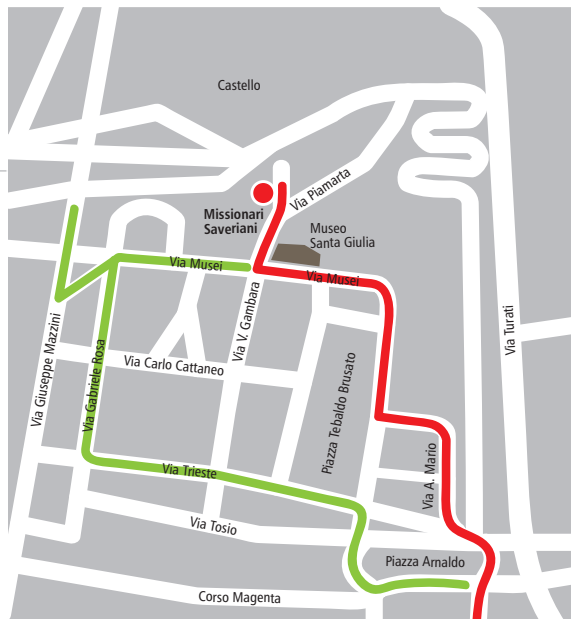 Castello
Via Piamarta
Missionari
Saveriani
Museo
Santa Giulia
Via Musei
Via Musei
Via V. Gambara
Via Giuseppe Mazzini
Via Gabriele Rosa
Via Carlo Cattaneo
Via Turati
Piazza Tebaldo Brusato
Via A. Mario
Via Trieste
Via Tosio
Piazza Arnaldo
Corso Magenta